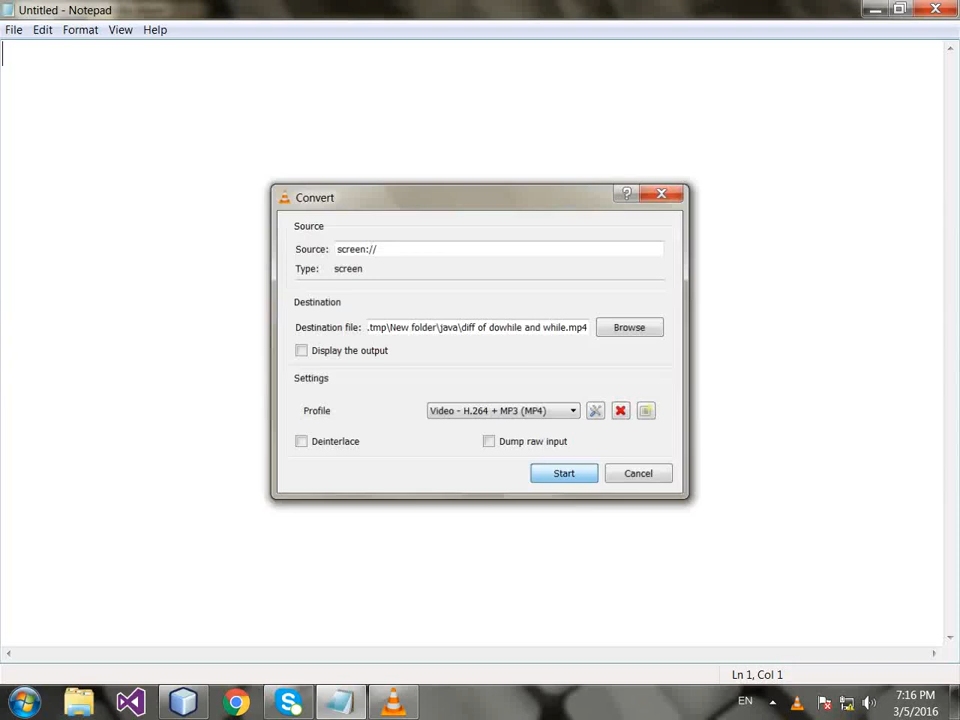 Untitled - Notepad
File Edit Format View Help
Convert
Source
Source: screen://
Type: screen
Destination
Destination file: .tmp\New folder\java\diff of dowhile and while.mp4 Browse
Display the output
Settings
Profile Video - H.264 + MP3 (MP4)
Deinterlace Dump raw input
Start Cancel
Ln 1, Col 1
EN 7:16 PM
3/5/2016